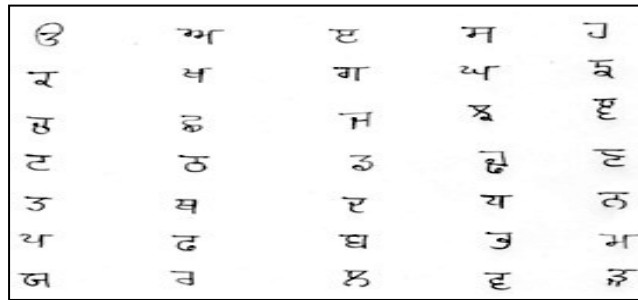 ੳ ਅ ੲ ਸ ਹ
ਕ ਖ ਗ ਘ ਙ
ਚ ਛ ਜ ਝ ਞ
ਟ ਠ ਡ ਢ ਣ
ਤ ਥ ਦ ਧ ਨ
ਪ ਫ ਬ ਭ ਮ
ਯ ਰ ਲ ਵ ੜ